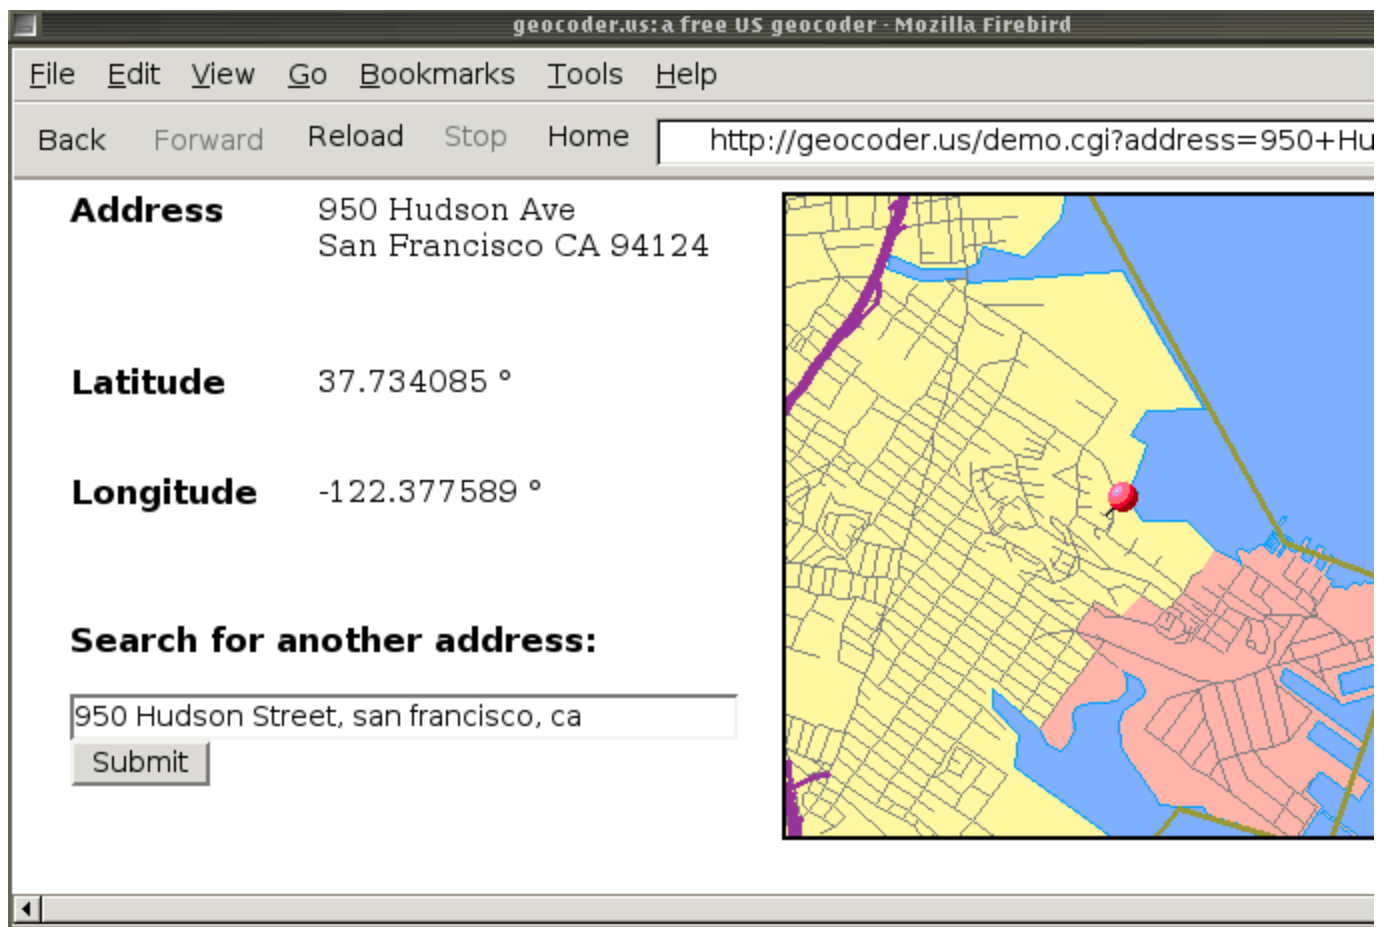 geocoder.us: a free US geocoder - Mozilla Firebird
File Edit View Go Bookmarks Tools Help
Back Forward Reload Stop Home http://geocoder.us/demo.cgi?address=950+Hu
Address 950 Hudson Ave
San Francisco CA 94124
Latitude 37.734085 °
Longitude -122.377589 °
Search for another address:
950 Hudson Street, san francisco, ca
Submit